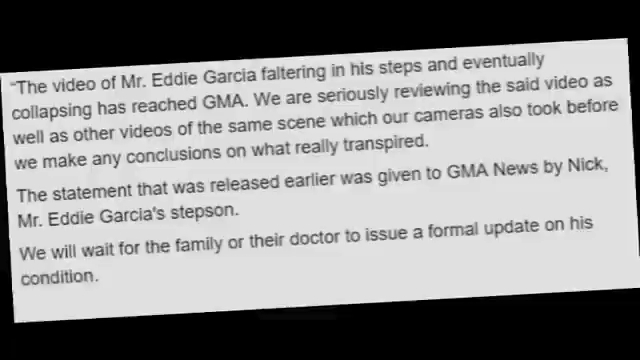 “The video of Mr. Eddie Garcia faltering in his steps and eventually
collapsing has reached GMA. We are seriously reviewing the said video as
well as other videos of the same scene which our cameras also took before
we make any conclusions on what really transpired.
The statement that was released earlier was given to GMA News by Nick,
Mr. Eddie Garcia's stepson.
We will wait for the family or their doctor to issue a formal update on his
condition.